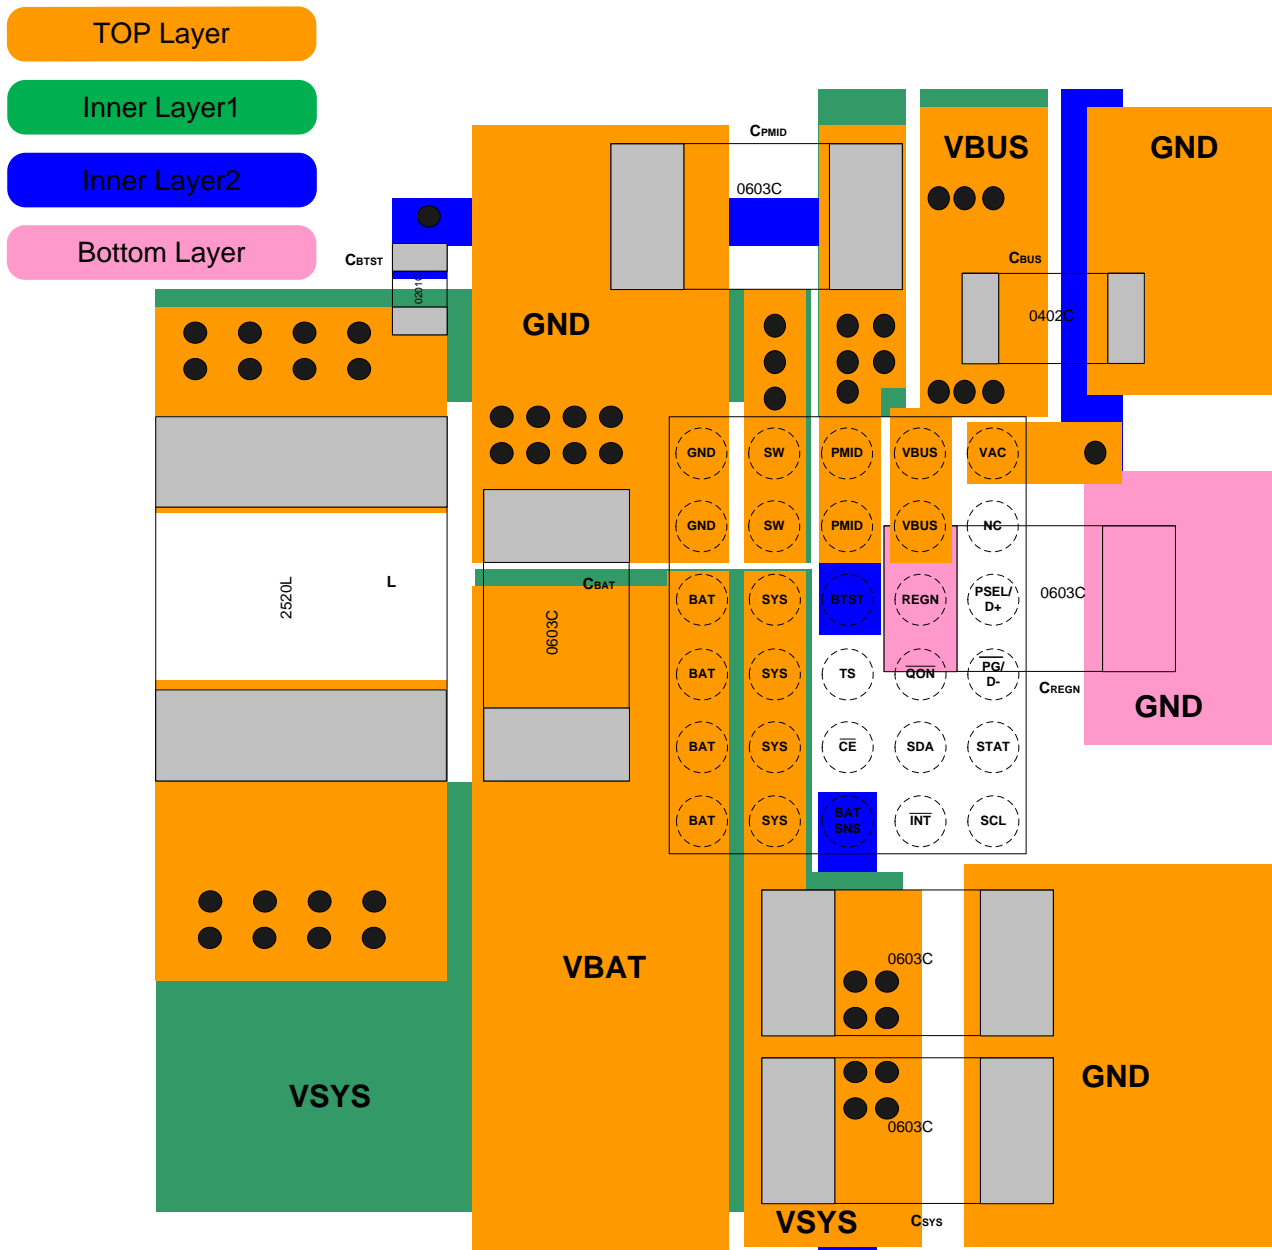 TOP Layer
Inner Layer1
Inner Layer2
Bottom Layer
CPMID
0603C
VBUS
GND
CBTST
0201C
CBUS
0402C
GND
GND SW PMID VBUS VAC
GND SW PMID VBUS NC
L
2520L
CBAT
0603C
BAT SYS BTST REGN PSEL/
D+
0603C
BAT SYS TS QON PG/
D-
CREGN
GND
BAT SYS CE SDA STAT
BAT SYS BAT
SNS INT SCL
VBAT
0603C
VSYS
GND
0603C
VSYS
CSYS